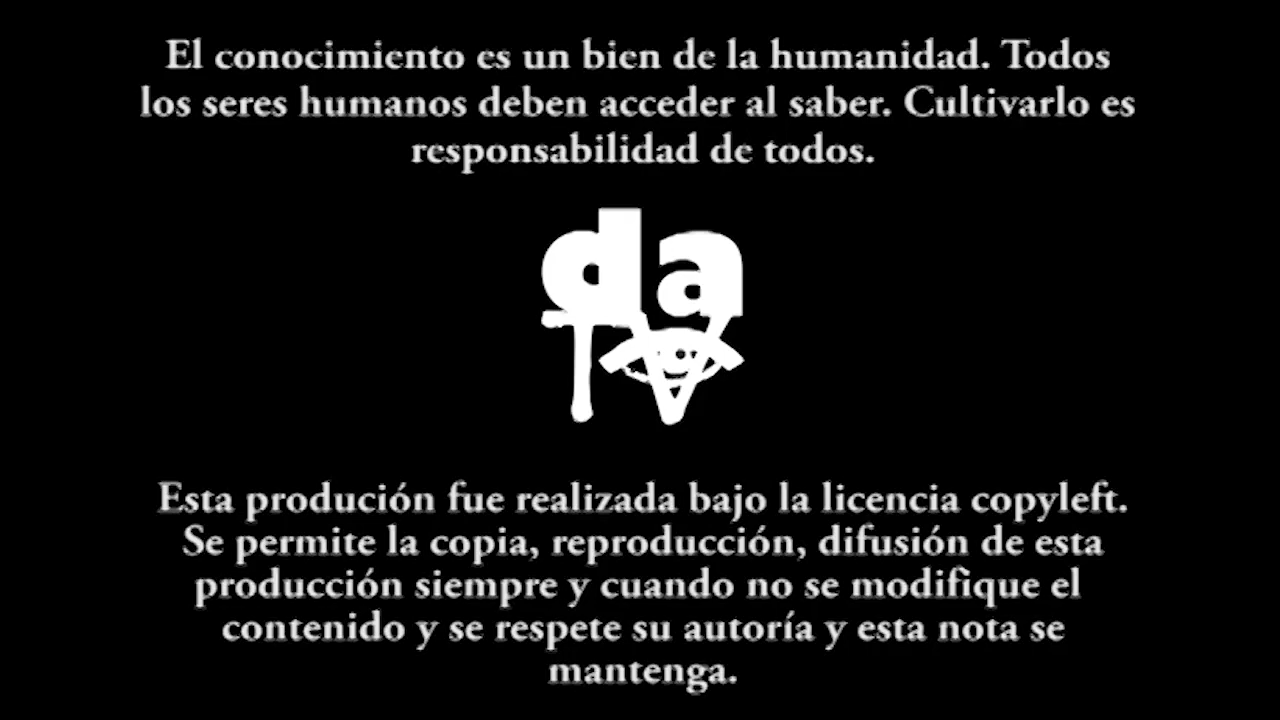 El conocimiento es un bien de la humanidad. Todos
los seres humanos deben acceder al saber. Cultivarlo es
responsabilidad de todos.
da
TV
Esta produción fue realizada bajo la licencia copyleft.
Se permite la copia, reproducción, difusión de esta
producción siempre y cuando no se modifique el
contenido y se respete su autoría y esta nota se
mantenga.